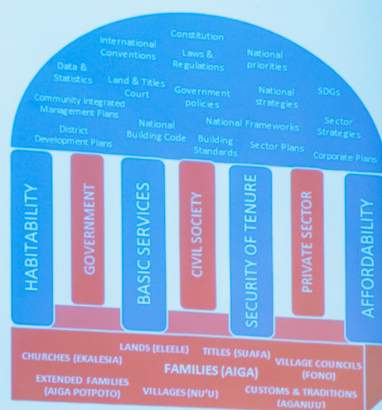 Constitution
International
Conventions
Laws &
Regulations
National
priorities
Data &
Statistics
Land & Titles
Court
Government
policies
National
strategies
SDGs
Community Integrated
Management Plans
National Frameworks
Sector
Strategies
District
Development Plans
National
Building Code
Building
Standards
Sector Plans
Corporate Plans
HABITABILITY
GOVERNMENT
BASIC SERVICES
CIVIL SOCIETY
SECURITY OF TENURE
PRIVATE SECTOR
AFFORDABILITY
CHURCHES (EKALESIA)
LANDS (ELEELE)
TITLES (SUAFA)
VILLAGE COUNCILS
(FONO)
FAMILIES (AIGA)
EXTENDED FAMILIES
(AIGA POTPOTO)
VILLAGES (NU'U)
CUSTOMS & TRADITIONS
(AGANUU)